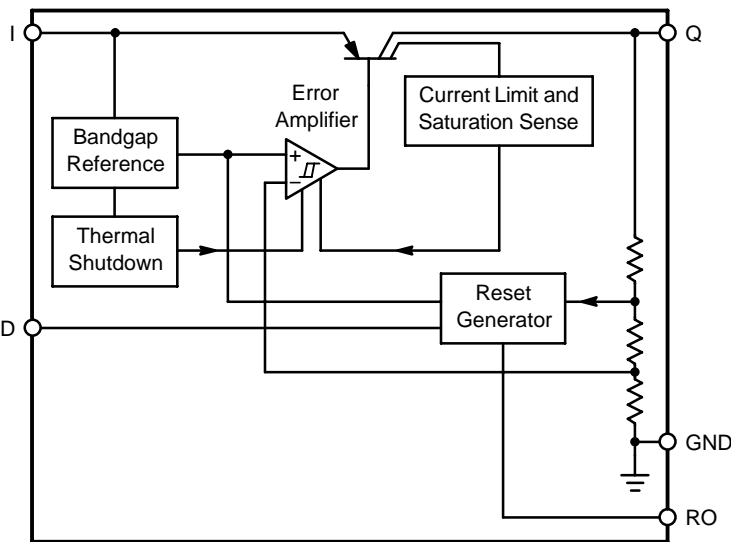 I
Q
Error
Amplifier
Current Limit and
Saturation Sense
Bandgap
Reference
+
−
Thermal
Shutdown
Reset
Generator
D
GND
RO